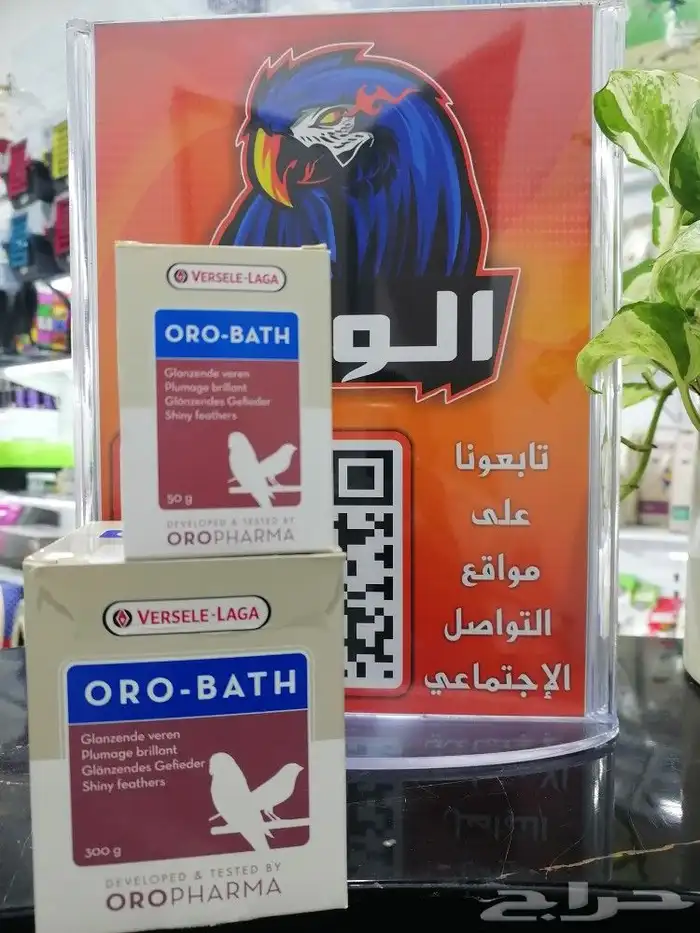 الو
تابعونا
على
مواقع
التواصل
الإجتماعي
VERSELE-LAGA
ORO-BATH
Glanzende veren
Plumage brillant
Glänzendes Gefieder
Shiny feathers
50 g
DEVELOPED & TESTED BY
OROPHARMA
VERSELE-LAGA
ORO-BATH
Glanzende veren
Plumage brillant
Glänzendes Gefieder
Shiny feathers
300 g
DEVELOPED & TESTED BY
OROPHARMA
حراج